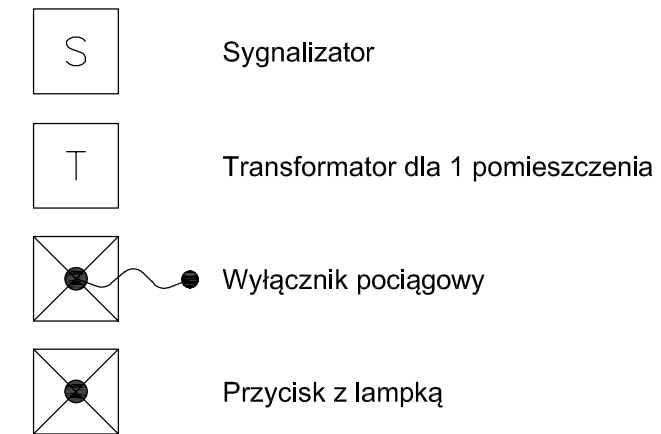 S Sygnalizator
T Transformator dla 1 pomieszczenia
Wyłącznik pociągowy
Przycisk z lampką